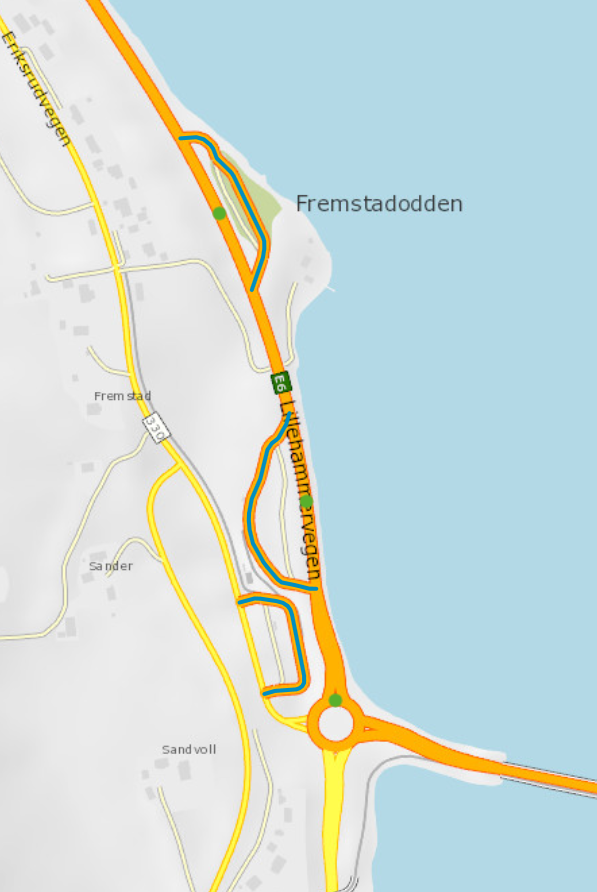 Eriksrudvegen
Fremstadodden
E6
Lillehammervegen
Fremstad
330
Sander
Sandvoll